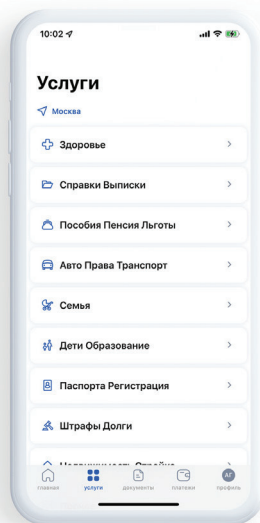 10:02
Услуги
Москва
Здоровье
Справки Выписки
Пособия Пенсия Льготы
Авто Права Транспорт
Семья
Дети Образование
Паспорта Регистрация
Штрафы Долги
главная услуги документы платежи профиль
АГ